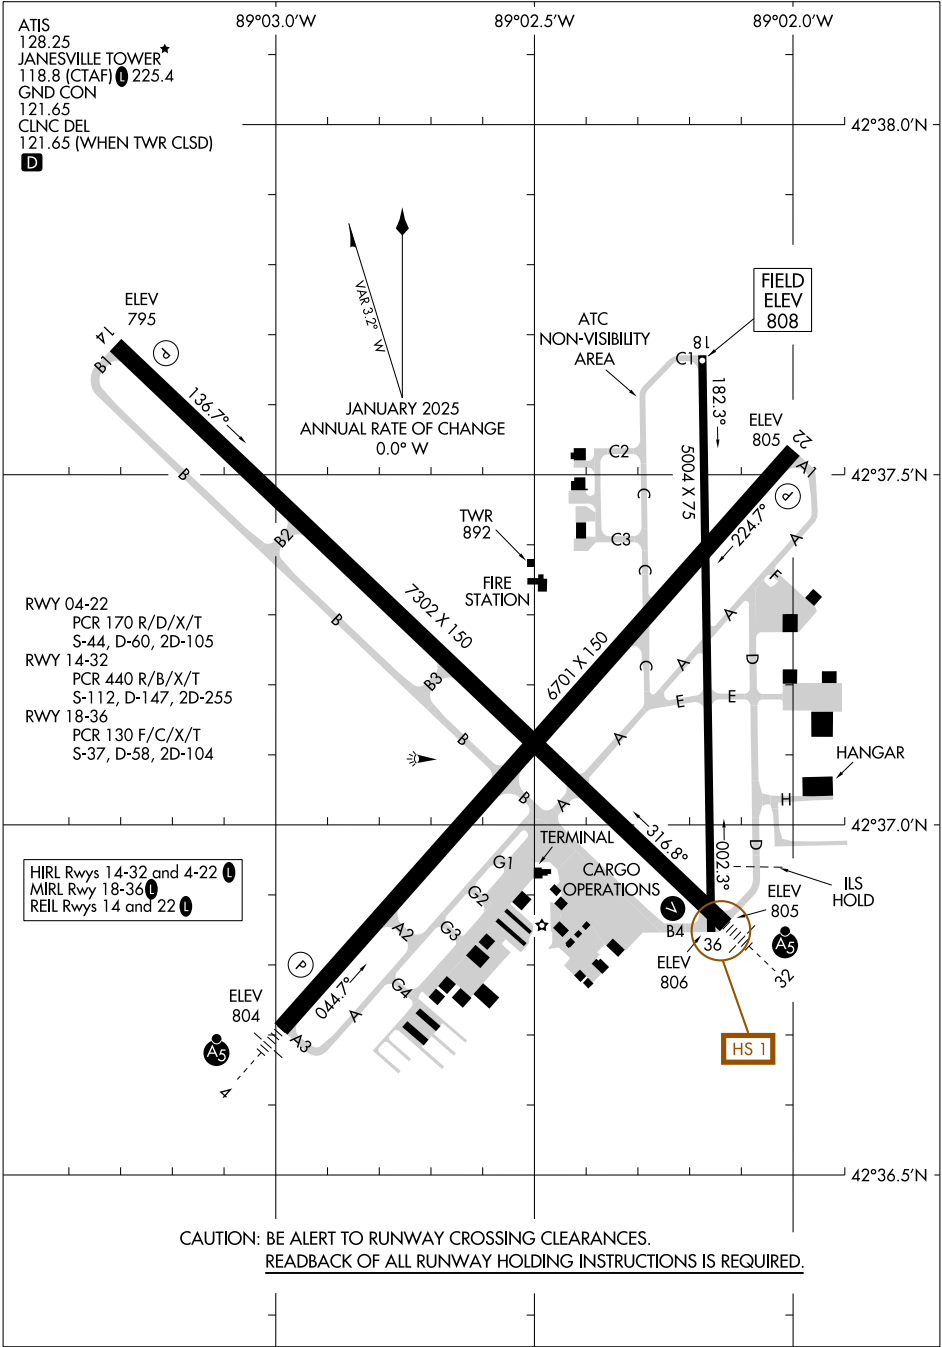 89°03.0'W
89°02.5'W
89°02.0'W
ATIS
128.25
JANESVILLE TOWER★
118.8 (CTAF) L 225.4
GND CON
121.65
CLNC DEL
121.65 (WHEN TWR CLSD)
D
42°38.0'N
VAR 3.2° W
JANUARY 2025
ANNUAL RATE OF CHANGE
0.0° W
FIELD
ELEV
808
ATC
NON-VISIBILITY
AREA
ELEV
795
14
B1
P
136.7°
18
C1
182.3°
5004 X 75
ELEV
805
22
A1
P
224.7°
42°37.5'N
C2
C
C3
C
C
B
B2
B
7302 X 150
B3
B
B
TWR
892
FIRE
STATION
6701 X 150
A
F
A
A
D
E
E
A
A
RWY 04-22
PCR 170 R/D/X/T
S-44, D-60, 2D-105
RWY 14-32
PCR 440 R/B/X/T
S-112, D-147, 2D-255
RWY 18-36
PCR 130 F/C/X/T
S-37, D-58, 2D-104
HANGAR
H
D
42°37.0'N
316.8°
002.3°
TERMINAL
CARGO
OPERATIONS
G1
G2
G3
G4
A2
HIRL Rwys 14-32 and 4-22 L
MIRL Rwy 18-36 L
REIL Rwys 14 and 22 L
ILS
HOLD
ELEV
805
V
B4
36
A5
32
ELEV
806
HS 1
P
044.7°
ELEV
804
A
A3
A5
4
42°36.5'N
CAUTION: BE ALERT TO RUNWAY CROSSING CLEARANCES.
READBACK OF ALL RUNWAY HOLDING INSTRUCTIONS IS REQUIRED.